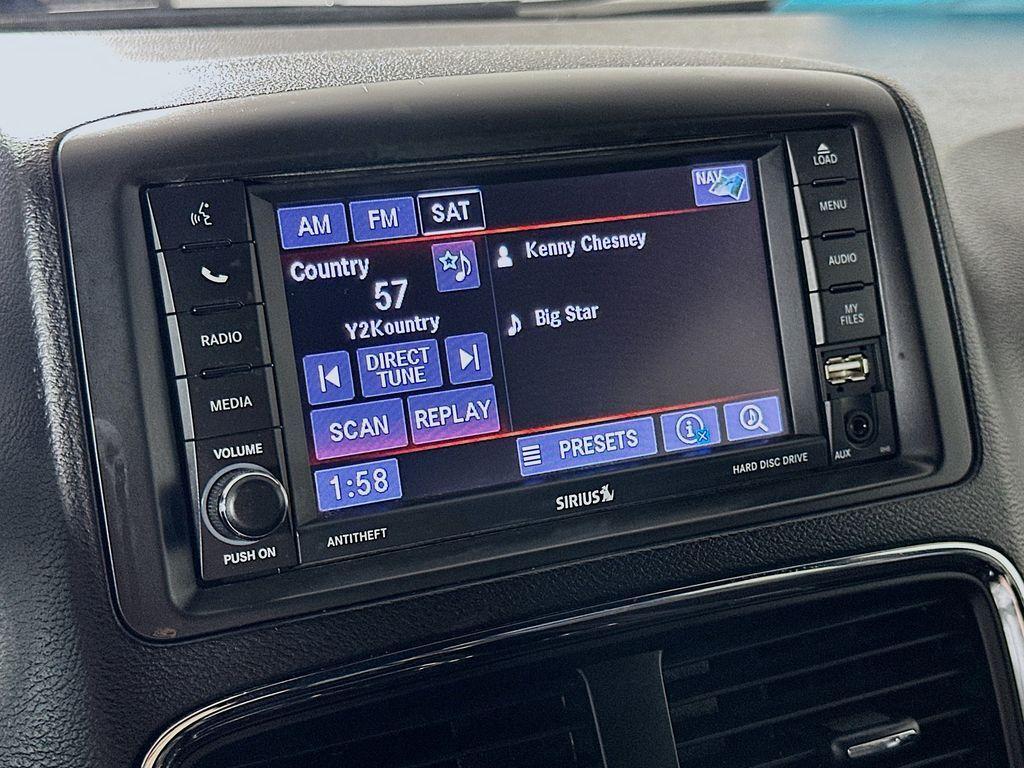 LOAD
MENU
AUDIO
MY
FILES
AUX
RADIO
MEDIA
VOLUME
PUSH ON
AM
FM
SAT
NAV
Country
57
Y2Kountry
DIRECT
TUNE
SCAN
REPLAY
1:58
Kenny Chesney
Big Star
PRESETS
ANTITHEFT
SIRIUS
HARD DISC DRIVE